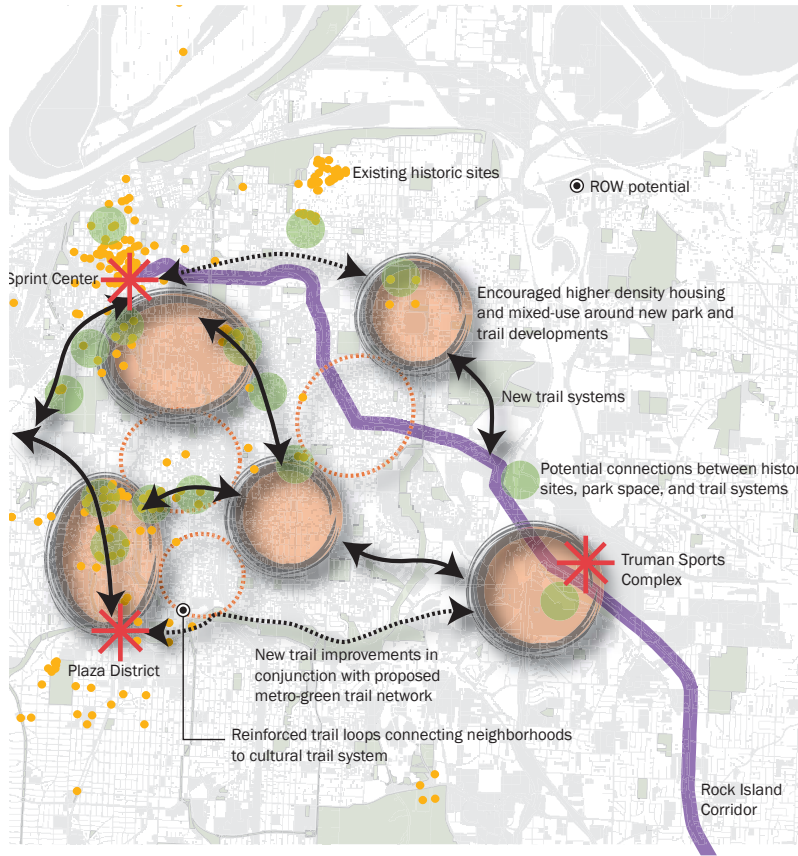 Existing historic sites
ROW potential
Sprint Center
Encouraged higher density housing
and mixed-use around new park and
trail developments
New trail systems
Potential connections between histor
sites, park space, and trail systems
Truman Sports
Complex
New trail improvements in
conjunction with proposed
metro-green trail network
Plaza District
Reinforced trail loops connecting neighborhoods
to cultural trail system
Rock Island
Corridor